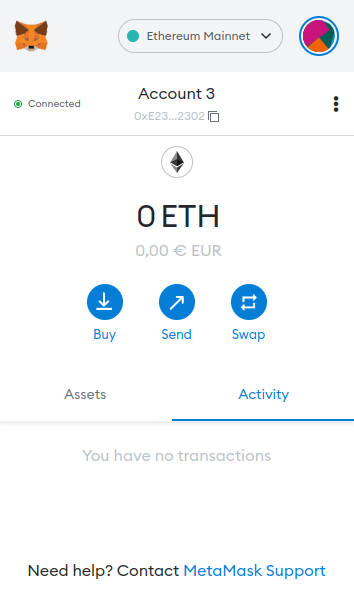 Ethereum Mainnet
Connected
Account 3
0xE23...2302
0 ETH
0,00 € EUR
Buy
Send
Swap
Assets
Activity
You have no transactions
Need help? Contact MetaMask Support